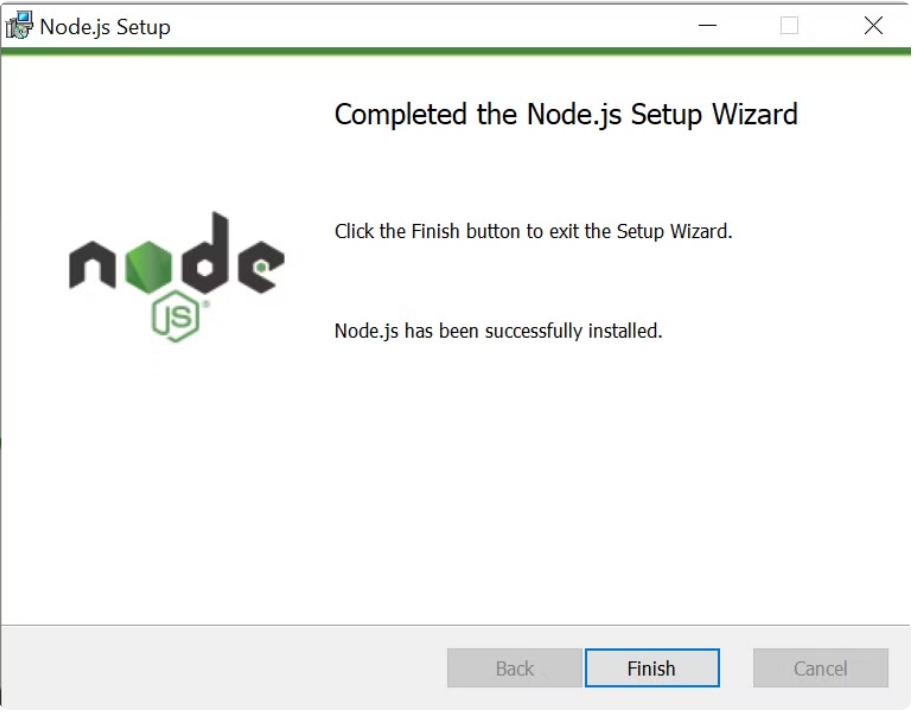 Node.js Setup
Completed the Node.js Setup Wizard
Click the Finish button to exit the Setup Wizard.
node
JS®
Node.js has been successfully installed.
Back
Finish
Cancel